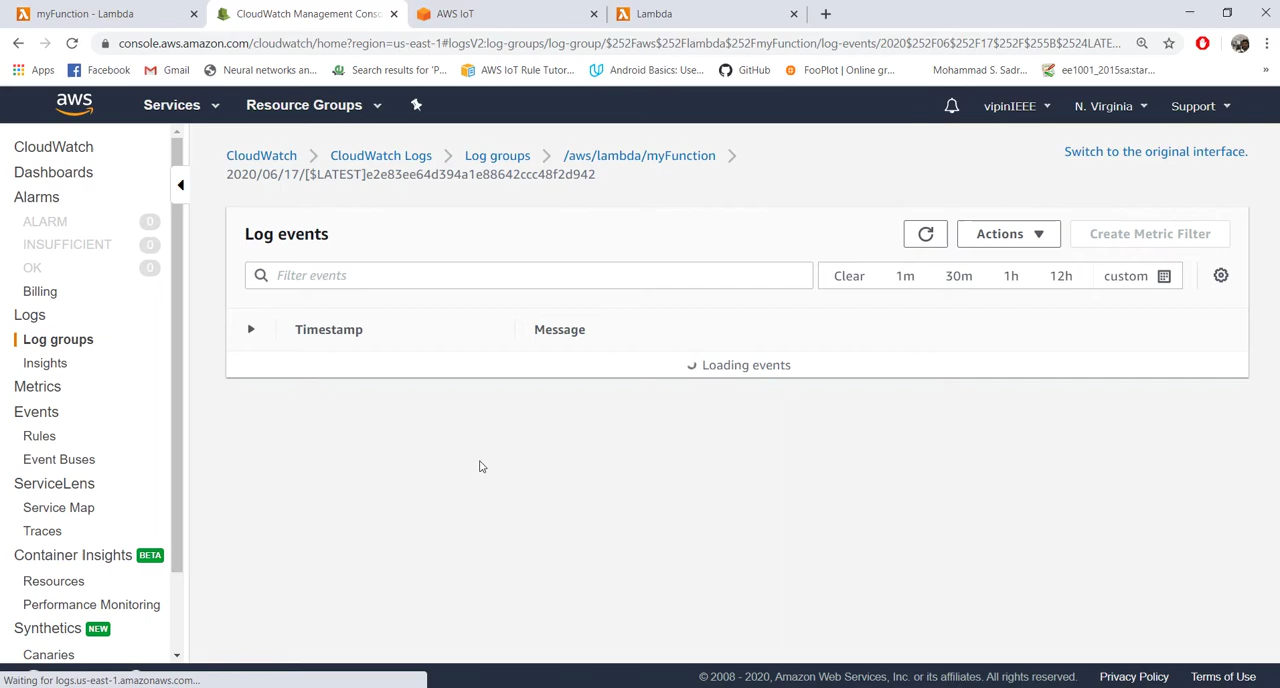 myFunction - Lambda
CloudWatch Management Conso
AWS IoT
Lambda
console.aws.amazon.com/cloudwatch/home?region=us-east-1#logsV2:log-groups/log-group/$252Faws$252Flambda$252FmyFunction/log-events/2020$252F06$252F17$252F$255B$2524LATE...
Apps
Facebook
Gmail
Neural networks an...
Search results for 'P...
AWS IoT Rule Tutor...
Android Basics: Use...
GitHub
FooPlot | Online gr...
Mohammad S. Sadr...
ee1001_2015sa:star...
»
aws
Services
Resource Groups
vipinIEEE
N. Virginia
Support
CloudWatch
Dashboards
Alarms
ALARM 0
INSUFFICIENT 0
OK 0
Billing
Logs
Log groups
Insights
Metrics
Events
Rules
Event Buses
ServiceLens
Service Map
Traces
Container Insights BETA
Resources
Performance Monitoring
Synthetics NEW
Canaries
CloudWatch
CloudWatch Logs
Log groups
/aws/lambda/myFunction
2020/06/17/[$LATEST]e2e83ee64d394a1e88642ccc48f2d942
Switch to the original interface.
Log events
Actions
Create Metric Filter
Filter events
Clear
1m
30m
1h
12h
custom
Timestamp
Message
Loading events
Waiting for logs.us-east-1.amazonaws.com...
© 2008 - 2020, Amazon Web Services, Inc. or its affiliates. All rights reserved.
Privacy Policy
Terms of Use